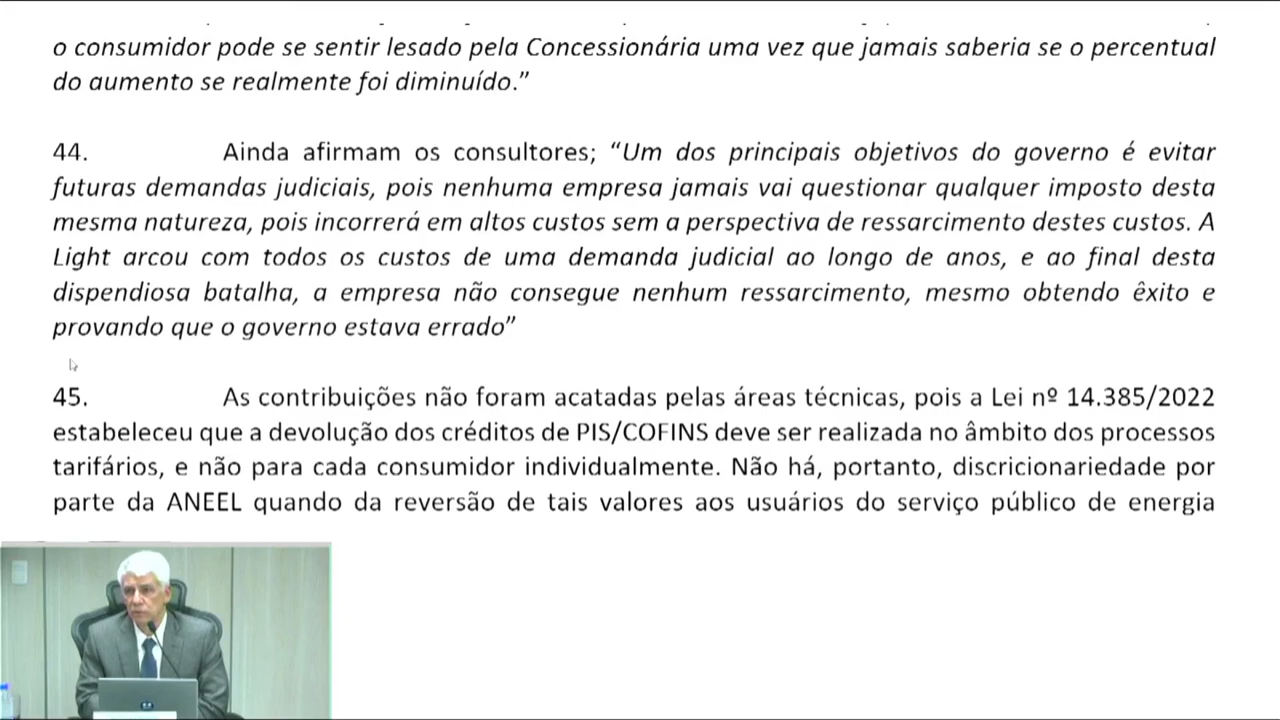 o consumidor pode se sentir lesado pela Concessionária uma vez que jamais saberia se o percentual
do aumento se realmente foi diminuído.”
44. Ainda afirmam os consultores; “Um dos principais objetivos do governo é evitar
futuras demandas judiciais, pois nenhuma empresa jamais vai questionar qualquer imposto desta
mesma natureza, pois incorrerá em altos custos sem a perspectiva de ressarcimento destes custos. A
Light arcou com todos os custos de uma demanda judicial ao longo de anos, e ao final desta
dispendiosa batalha, a empresa não consegue nenhum ressarcimento, mesmo obtendo êxito e
provando que o governo estava errado”
45. As contribuições não foram acatadas pelas áreas técnicas, pois a Lei nº 14.385/2022
estabeleceu que a devolução dos créditos de PIS/COFINS deve ser realizada no âmbito dos processos
tarifários, e não para cada consumidor individualmente. Não há, portanto, discricionariedade por
parte da ANEEL quando da reversão de tais valores aos usuários do serviço público de energia